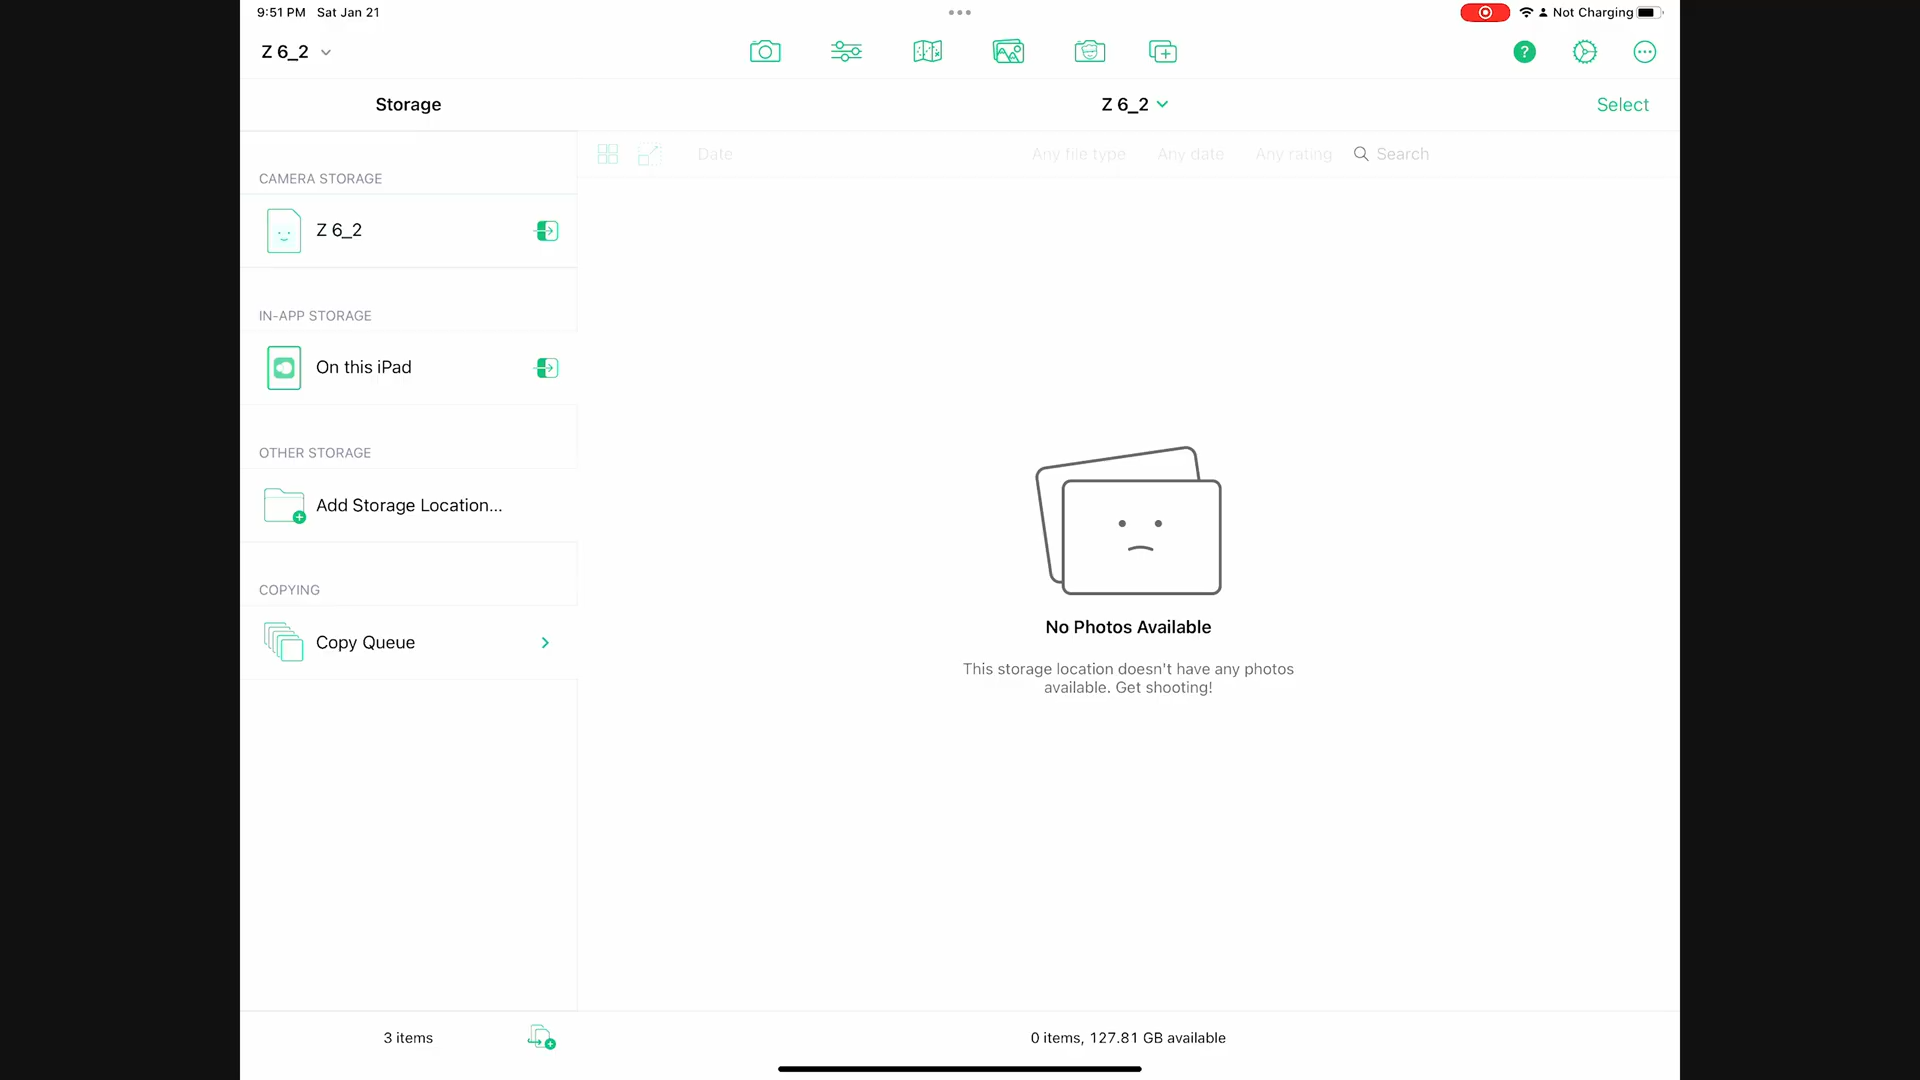 9:51 PM Sat Jan 21
Not Charging
Z 6_2
?
Storage
Z 6_2
Select
Date
Any file type
Any date
Any rating
Search
CAMERA STORAGE
Z 6_2
IN-APP STORAGE
On this iPad
OTHER STORAGE
Add Storage Location...
COPYING
Copy Queue
No Photos Available
This storage location doesn't have any photos
available. Get shooting!
3 items
0 items, 127.81 GB available